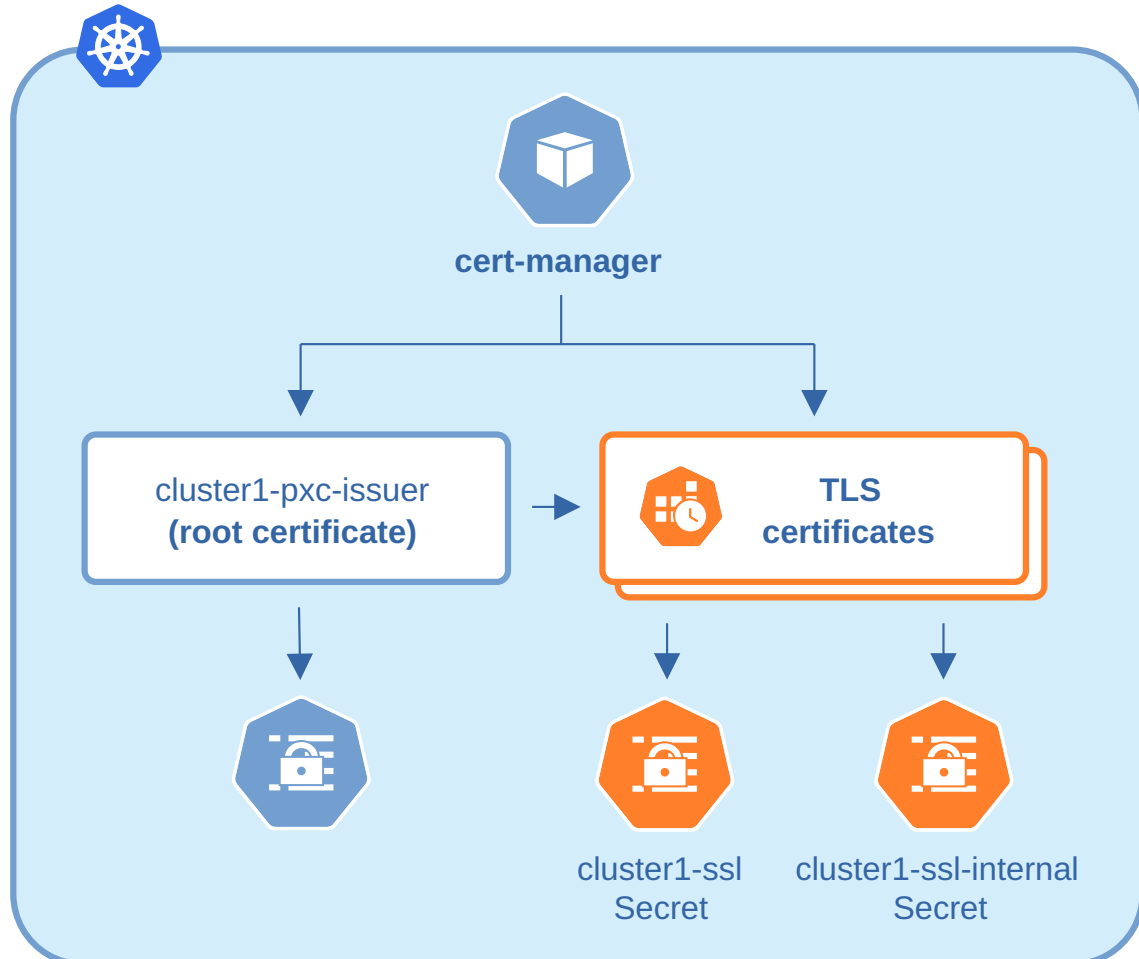 cert-manager
cluster1-pxc-issuer
(root certificate)
TLS
certificates
cluster1-ssl
Secret
cluster1-ssl-internal
Secret